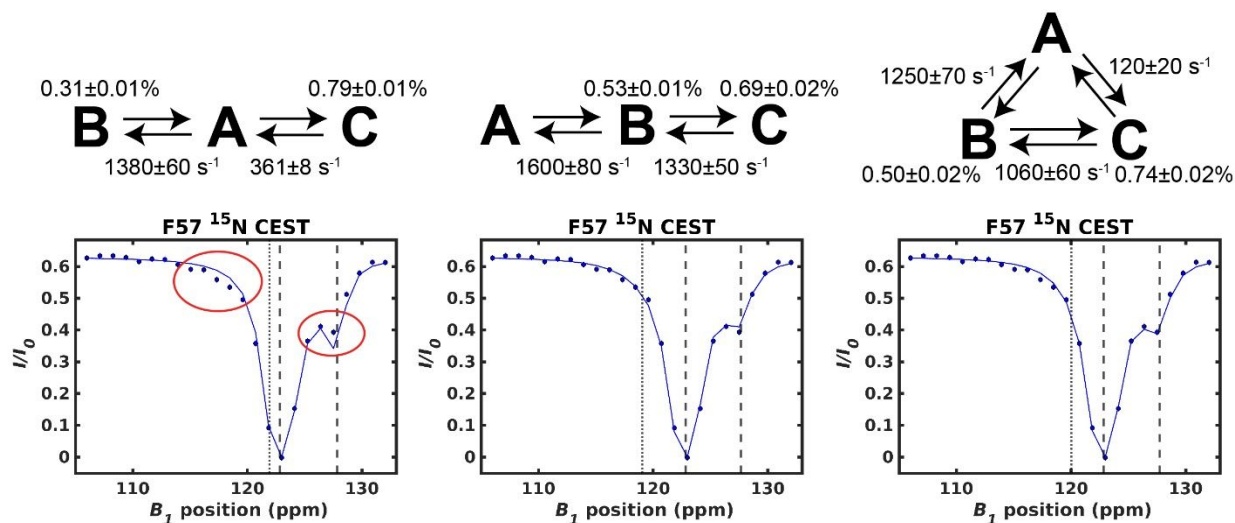 0.31±0.01%
0.79±0.01%
B A C
1380±60 s-1
361±8 s-1
0.53±0.01%
0.69±0.02%
A B C
1600±80 s-1
1330±50 s-1
A
1250±70 s-1
120±20 s-1
B C
0.50±0.02%
1060±60 s-1
0.74±0.02%
F57 15N CEST
I/I0
0.6
0.5
0.4
0.3
0.2
0.1
0
110 120 130
B1 position (ppm)
F57 15N CEST
I/I0
0.6
0.5
0.4
0.3
0.2
0.1
0
110 120 130
B1 position (ppm)
F57 15N CEST
I/I0
0.6
0.5
0.4
0.3
0.2
0.1
0
110 120 130
B1 position (ppm)